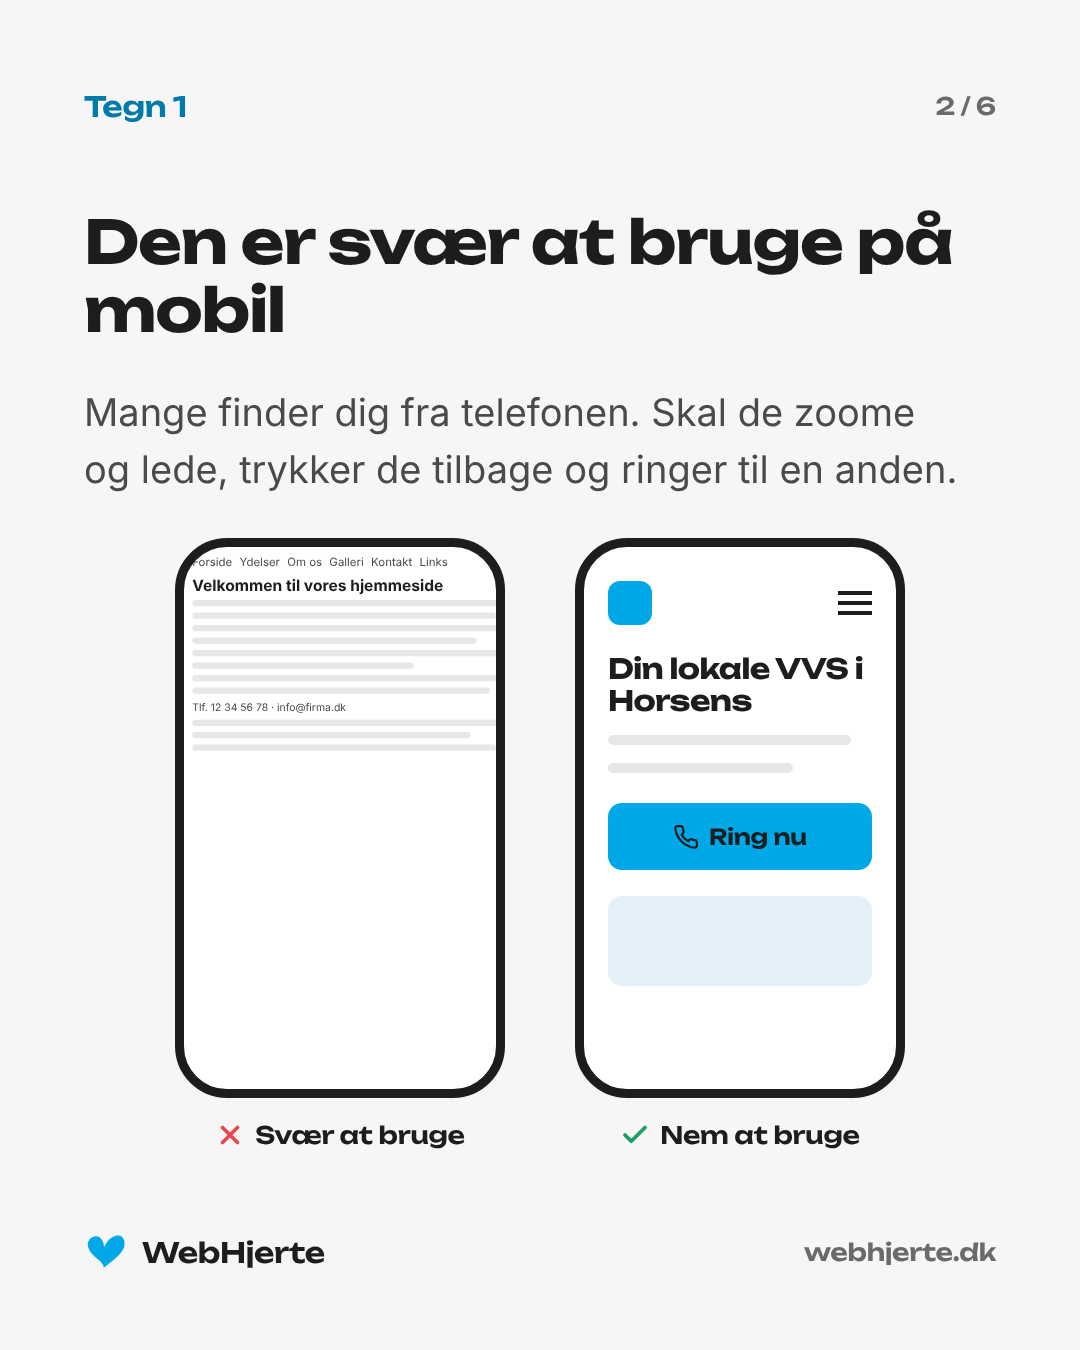 Tegn 1
2 / 6
Den er svær at bruge på
mobil
Mange finder dig fra telefonen. Skal de zoome
og lede, trykker de tilbage og ringer til en anden.
Forside Ydelser Om os Galleri Kontakt Links
Velkommen til vores hjemmeside
Tlf. 12 34 56 78 · info@firma.dk
Din lokale VVS i
Horsens
Ring nu
Svær at bruge
Nem at bruge
WebHjerte
webhjerte.dk